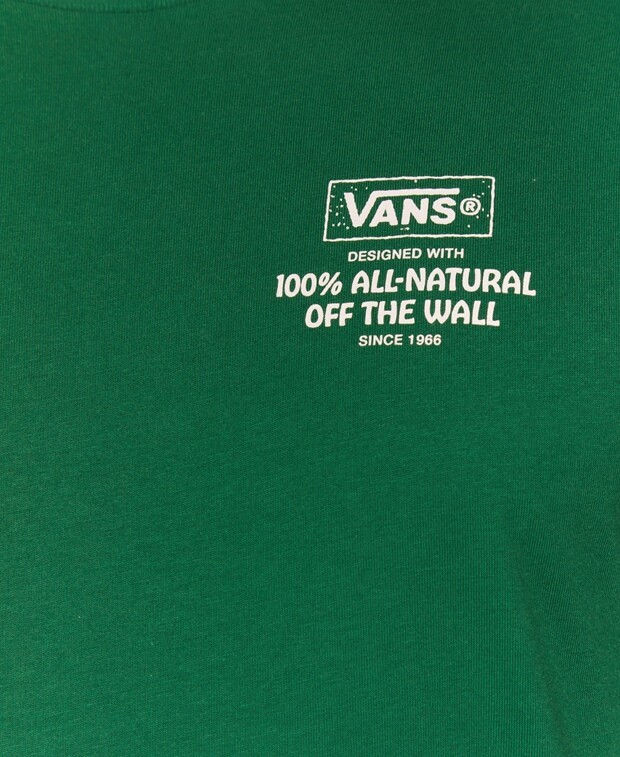 VANS®
DESIGNED WITH
100% ALL-NATURAL
OFF THE WALL
SINCE 1966